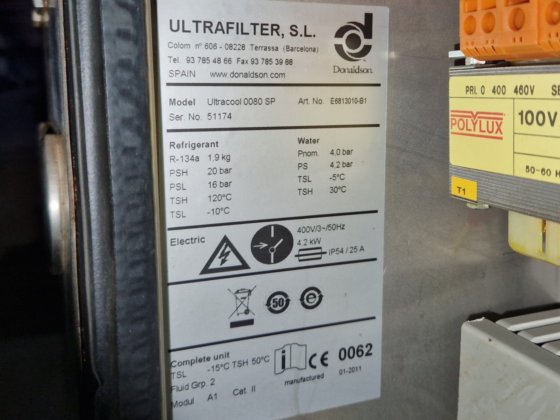 ULTRAFILTER, S.L.
Colom nº 606 - 08228 Terrassa (Barcelona)
Tel. 93 785 48 66 Fax 93 785 39 88
SPAIN www.donaldson.com
Donaldson
Model Ultracool 0080 SP Art. No. E6813010-B1
Ser. No. 51174
Refrigerant
R-134a 1,9 kg
PSH 20 bar
PSL 16 bar
TSH 120°C
TSL -10°C
Water
Pnom. 4,0 bar
PS 4,2 bar
TSL -5°C
TSH 30°C
Electric
400V/3~/50Hz
4.2 kW
IP54 / 25 A
50
e
Complete unit
TSL -15°C TSH 50°C
Fluid Grp. 2
Modul A1 Cat. II
CE 0062
manufactured 01-2011
PRI. 0 400 460V SE
POLYLUX
100V
50-60 H
T1